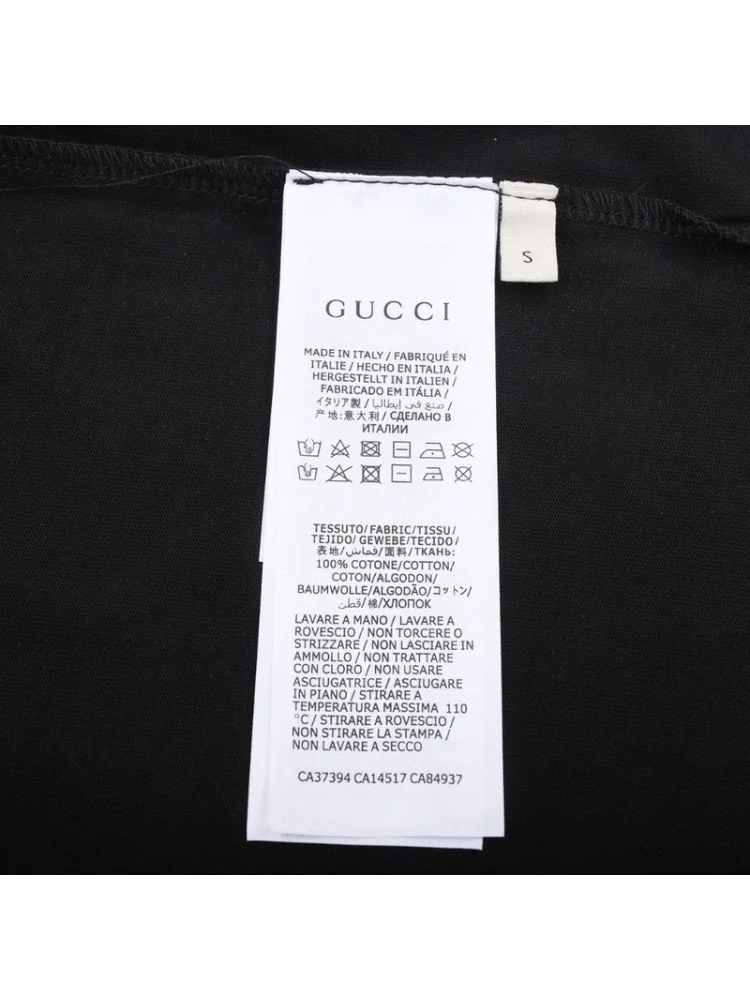 S
GUCCI
MADE IN ITALY / FABRIQUÉ EN
ITALIE / HECHO EN ITALIA /
HERGESTELLT IN ITALIEN /
FABRICADO EM ITÁLIA /
イタリア製 / صنع في إيطاليا /
产地:意大利 / СДЕЛАНО В
ИТАЛИИ
TESSUTO/FABRIC/TISSU/
TEJIDO/ GEWEBE/TECIDO/
表地/قماش/面料/ТКАНЬ:
100% COTONE/COTTON/
COTON/ALGODON/
BAUMWOLLE/ALGODÃO/コットン/
قطن/棉/ХЛОПОК
LAVARE A MANO / LAVARE A
ROVESCIO / NON TORCERE O
STRIZZARE / NON LASCIARE IN
AMMOLLO / NON TRATTARE
CON CLORO / NON USARE
ASCIUGATRICE / ASCIUGARE
IN PIANO / STIRARE A
TEMPERATURA MASSIMA 110
°C / STIRARE A ROVESCIO /
NON STIRARE LA STAMPA /
NON LAVARE A SECCO
CA37394 CA14517 CA84937